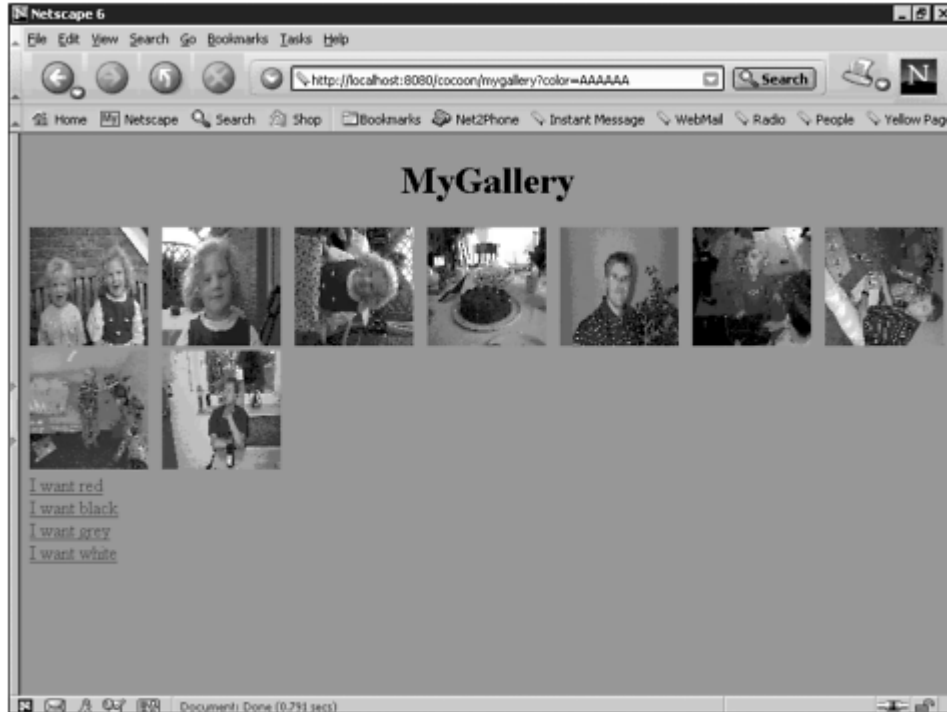 Netscape 6
File Edit View Search Go Bookmarks Tasks Help
http://localhost:8080/cocoon/mygallery?color=AAAAAA Search N
Home My Netscape Search Shop Bookmarks Net2Phone Instant Message WebMail Radio People Yellow Pag
MyGallery
I want red
I want black
I want grey
I want white
Document: Done (0.791 secs)